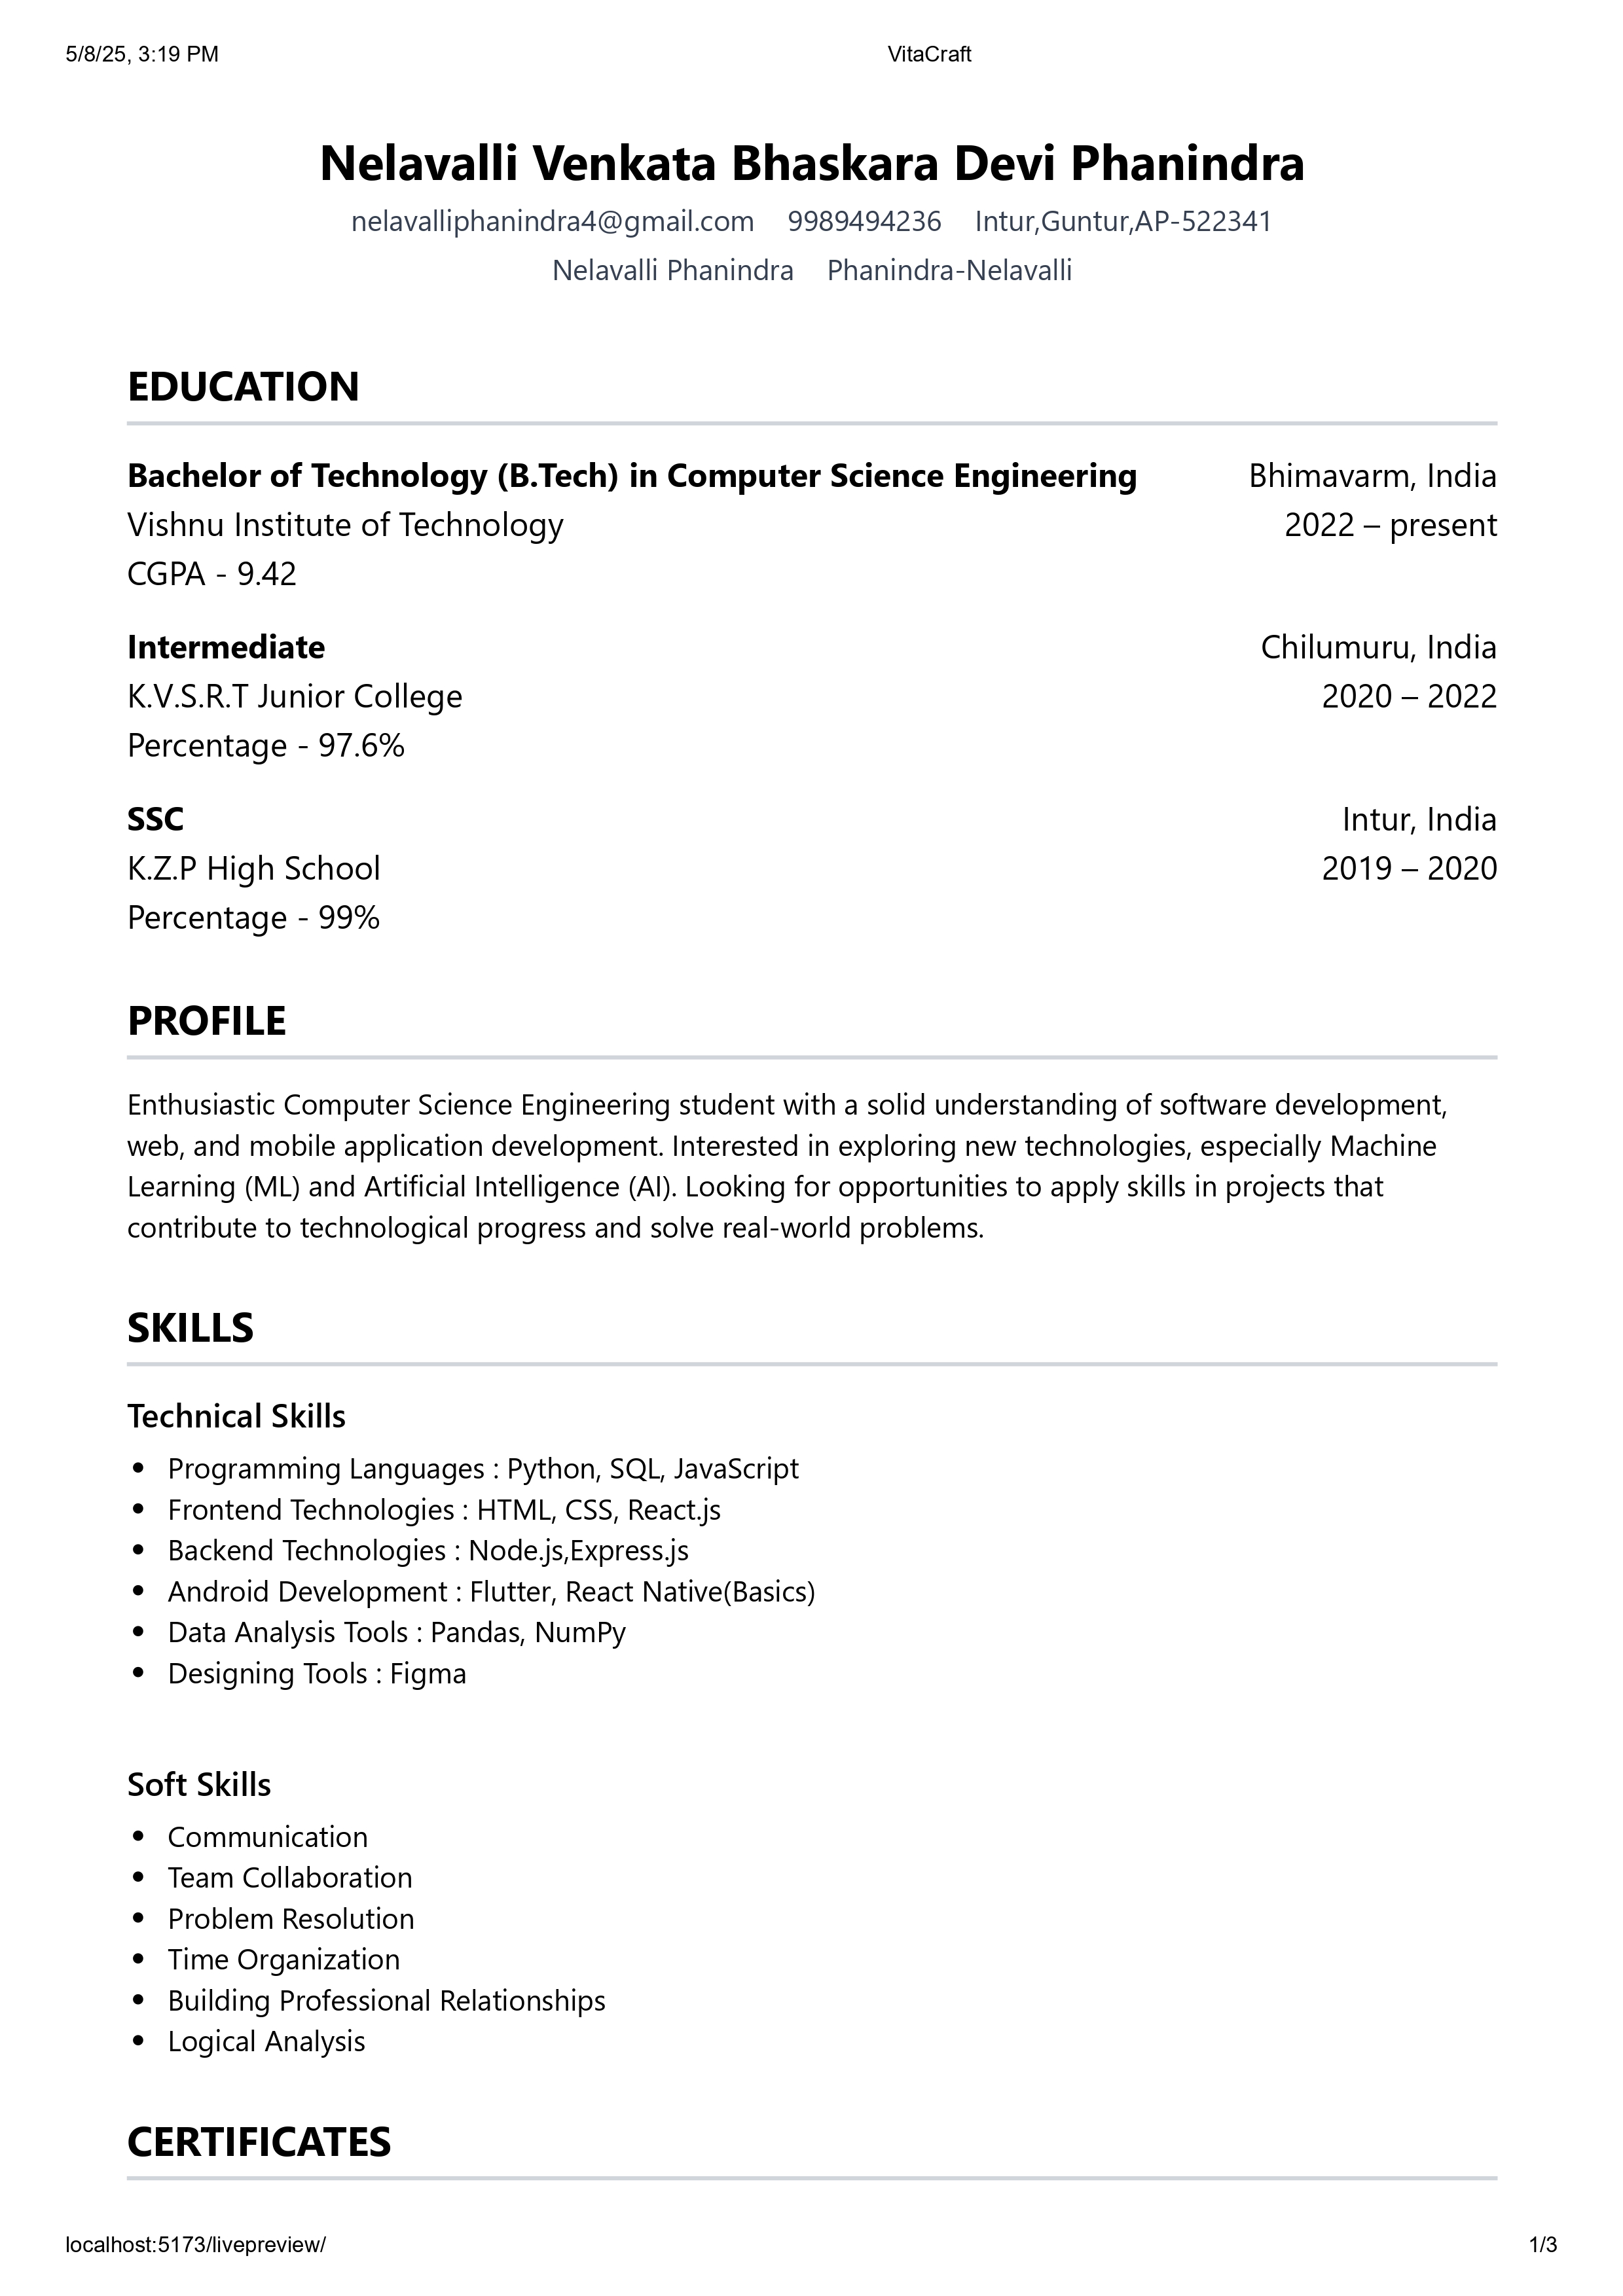 5/8/25, 3:19 PM VitaCraft
Nelavalli Venkata Bhaskara Devi Phanindra
nelavalliphanindra4@gmail.com 9989494236 Intur,Guntur,AP-522341
Nelavalli Phanindra Phanindra-Nelavalli
EDUCATION
Bachelor of Technology (B.Tech) in Computer Science Engineering Bhimavarm, India
Vishnu Institute of Technology 2022 – present
CGPA - 9.42
Intermediate Chilumuru, India
K.V.S.R.T Junior College 2020 – 2022
Percentage - 97.6%
SSC Intur, India
K.Z.P High School 2019 – 2020
Percentage - 99%
PROFILE
Enthusiastic Computer Science Engineering student with a solid understanding of software development,
web, and mobile application development. Interested in exploring new technologies, especially Machine
Learning (ML) and Artificial Intelligence (AI). Looking for opportunities to apply skills in projects that
contribute to technological progress and solve real-world problems.
SKILLS
Technical Skills
• Programming Languages : Python, SQL, JavaScript
• Frontend Technologies : HTML, CSS, React.js
• Backend Technologies : Node.js,Express.js
• Android Development : Flutter, React Native(Basics)
• Data Analysis Tools : Pandas, NumPy
• Designing Tools : Figma
Soft Skills
• Communication
• Team Collaboration
• Problem Resolution
• Time Organization
• Building Professional Relationships
• Logical Analysis
CERTIFICATES
localhost:5173/livepreview/ 1/3